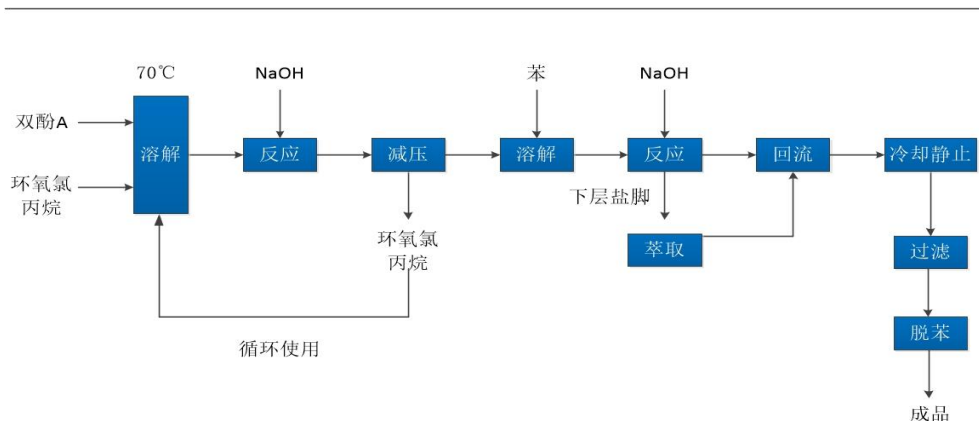 70℃
NaOH
苯
NaOH
双酚A
溶解
反应
减压
溶解
反应
回流
冷却静止
环氧氯
丙烷
下层盐脚
环氧氯
丙烷
萃取
过滤
循环使用
脱苯
成品